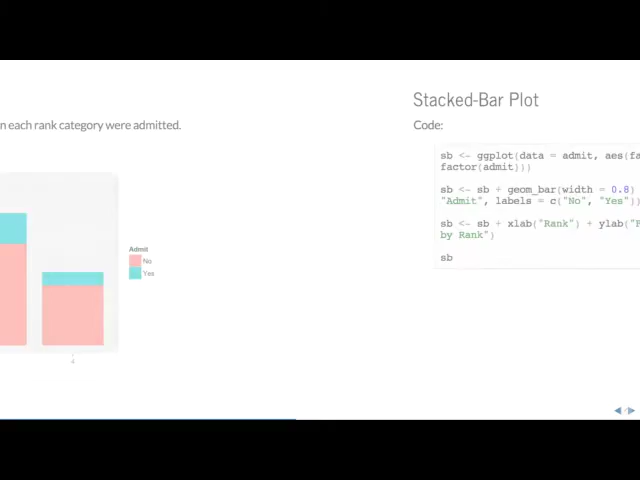 n each rank category were admitted.
Admit
No
Yes
4
Stacked-Bar Plot
Code:
sb <- ggplot(data = admit, aes(fa
factor(admit)))
sb <- sb + geom_bar(width = 0.8)
"Admit", labels = c("No", "Yes"))
sb <- sb + xlab("Rank") + ylab("
by Rank")
sb